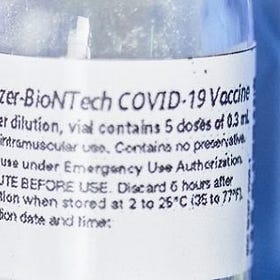 zer-BioNTech COVID-19 Vaccine
er dilution, vial contains 5 doses of 0.3 mL
intramuscular use. Contains no preservative.
use under Emergency Use Authorization.
UTE BEFORE USE. Discard 6 hours after
tion when stored at 2 to 25°C (35 to 77°F).
tion date and time: